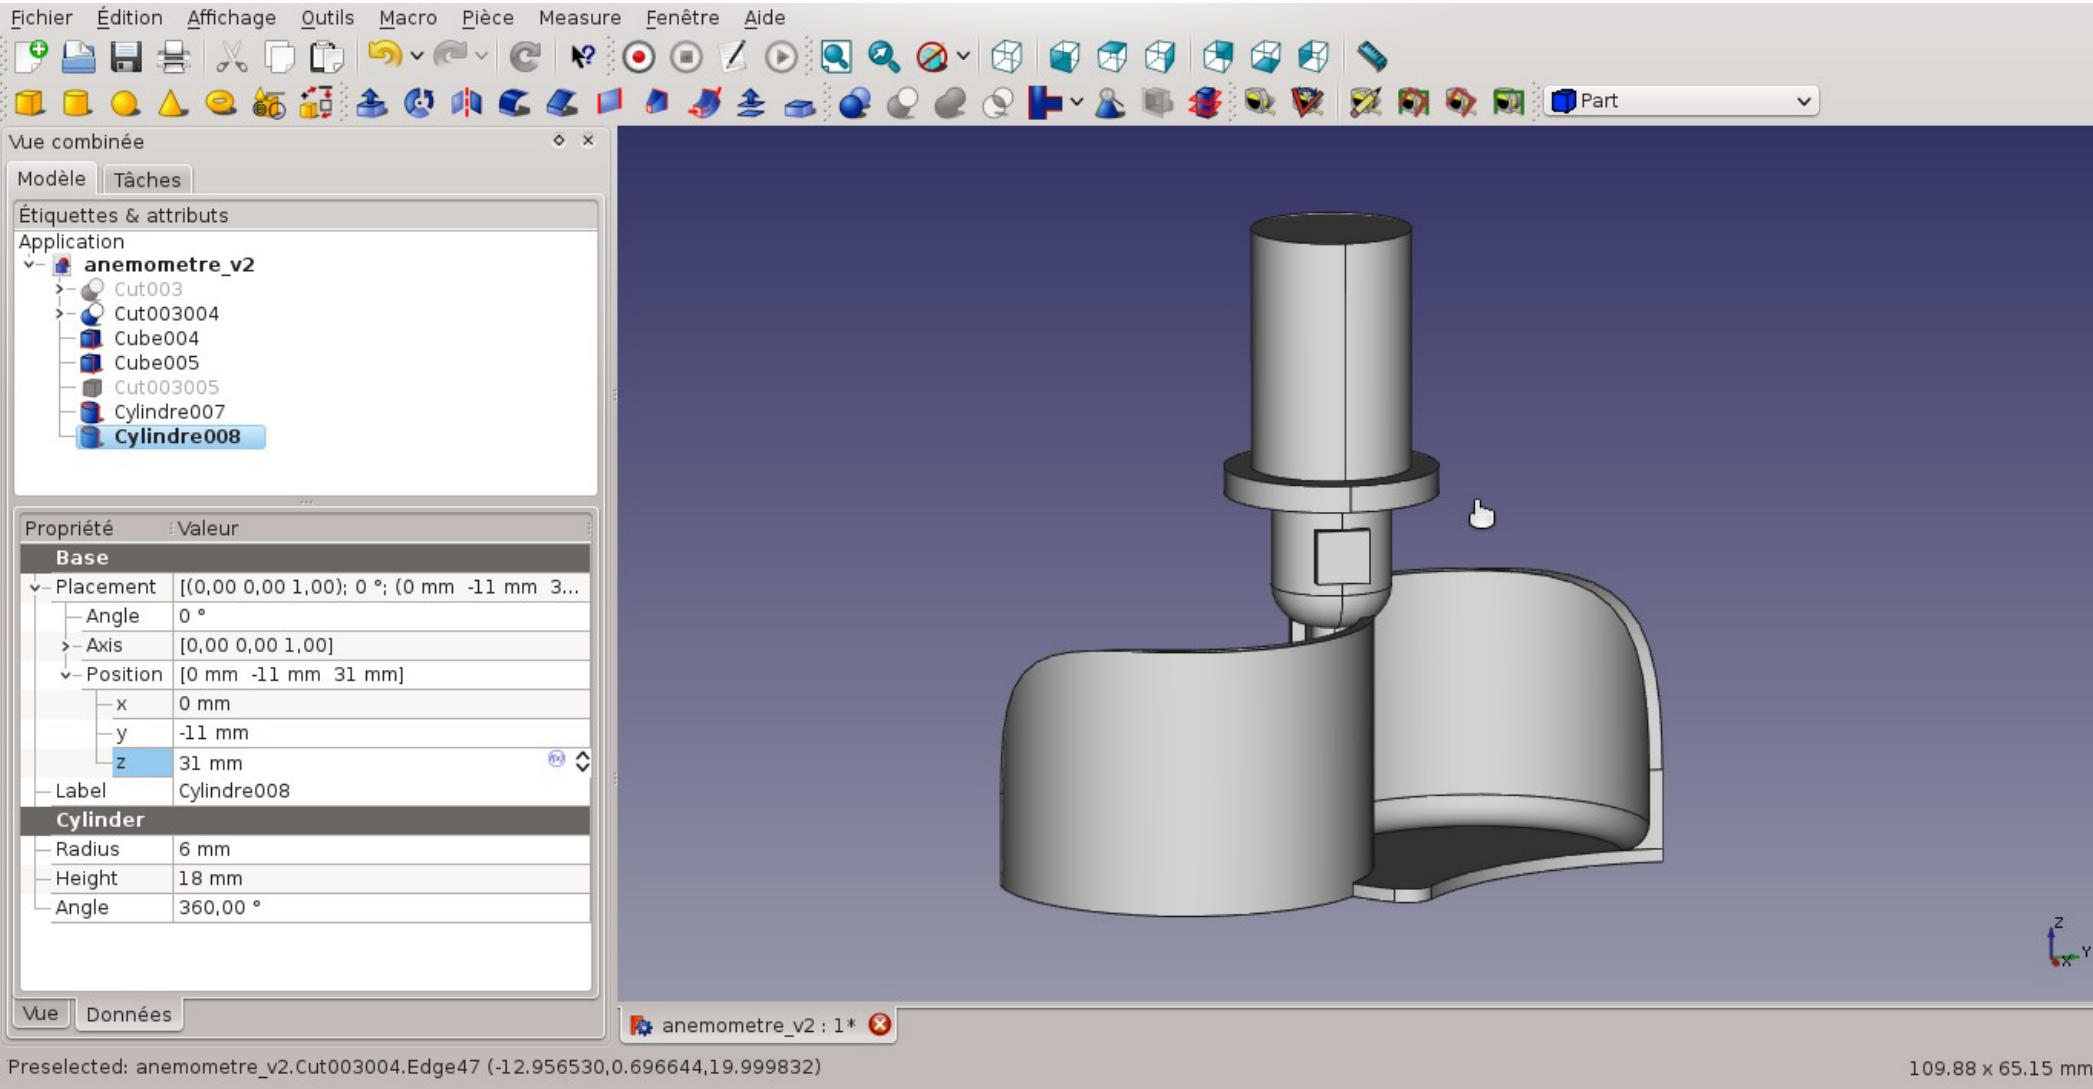 Fichier Édition Affichage Outils Macro Pièce Measure Fenêtre Aide
Part
Vue combinée
Modèle Tâches
Étiquettes & attributs
Application
anemometre_v2
Cut003
Cut003004
Cube004
Cube005
Cut003005
Cylindre007
Cylindre008
Propriété Valeur
Base
Placement [(0,00 0,00 1,00); 0 °; (0 mm -11 mm 3...
Angle 0 °
Axis [0,00 0,00 1,00]
Position [0 mm -11 mm 31 mm]
x 0 mm
y -11 mm
z 31 mm
Label Cylindre008
Cylinder
Radius 6 mm
Height 18 mm
Angle 360,00 °
Vue Données
Z
Y
X
anemometre_v2 : 1*
Preselected: anemometre_v2.Cut003004.Edge47 (-12.956530,0.696644,19.999832)
109.88 x 65.15 mm